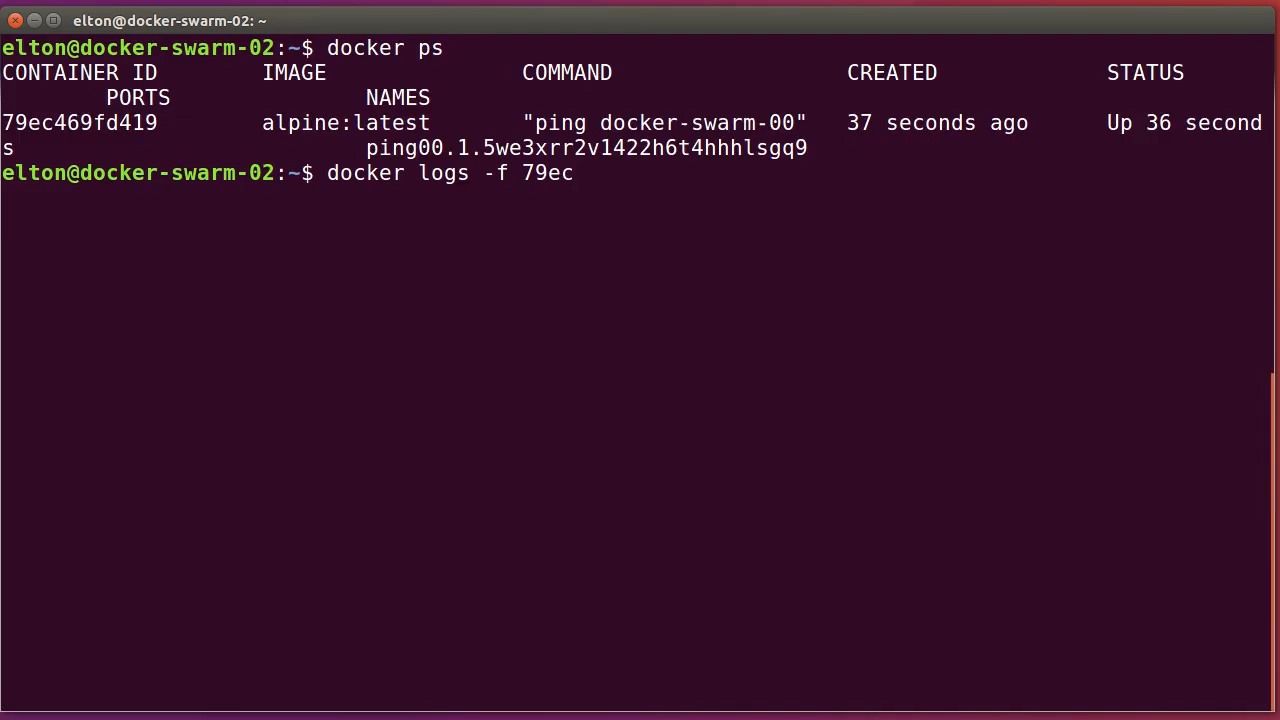 elton@docker-swarm-02: ~
elton@docker-swarm-02:~$ docker ps
CONTAINER ID        IMAGE               COMMAND                  CREATED             STATUS
        PORTS               NAMES
79ec469fd419        alpine:latest       "ping docker-swarm-00"   37 seconds ago      Up 36 second
s                           ping00.1.5we3xrr2v1422h6t4hhhlsgq9
elton@docker-swarm-02:~$ docker logs -f 79ec